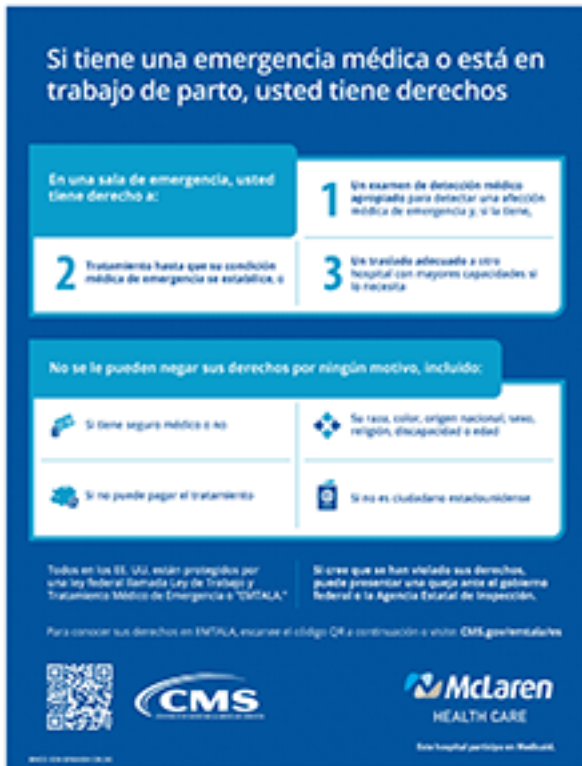 Si tiene una emergencia médica o está en
trabajo de parto, usted tiene derechos
En una sala de emergencia, usted
tiene derecho a:
1 Un examen de detección médico
apropiado para detectar una afección
médica de emergencia y, si la tiene,
2 Tratamiento hasta que su condición
médica de emergencia se estabilice, o
3 Un traslado adecuado a otro
hospital con mayores capacidades si
lo necesita
No se le pueden negar sus derechos por ningún motivo, incluido:
Si tiene seguro médico o no
Su raza, color, origen nacional, sexo,
religión, discapacidad o edad
Si no puede pagar el tratamiento
Si no es ciudadano estadounidense
Todos en los EE. UU. están protegidos por
una ley federal llamada Ley de Trabajo y
Tratamiento Médico de Emergencia o "EMTALA."
Si cree que se han violado sus derechos,
puede presentar una queja ante el gobierno
federal o la Agencia Estatal de Inspección.
Para conocer sus derechos en EMTALA, escanee el código QR a continuación o visite: CMS.gov/emtala/es
CMS
McLaren
HEALTH CARE
Este hospital participa en Medicaid.